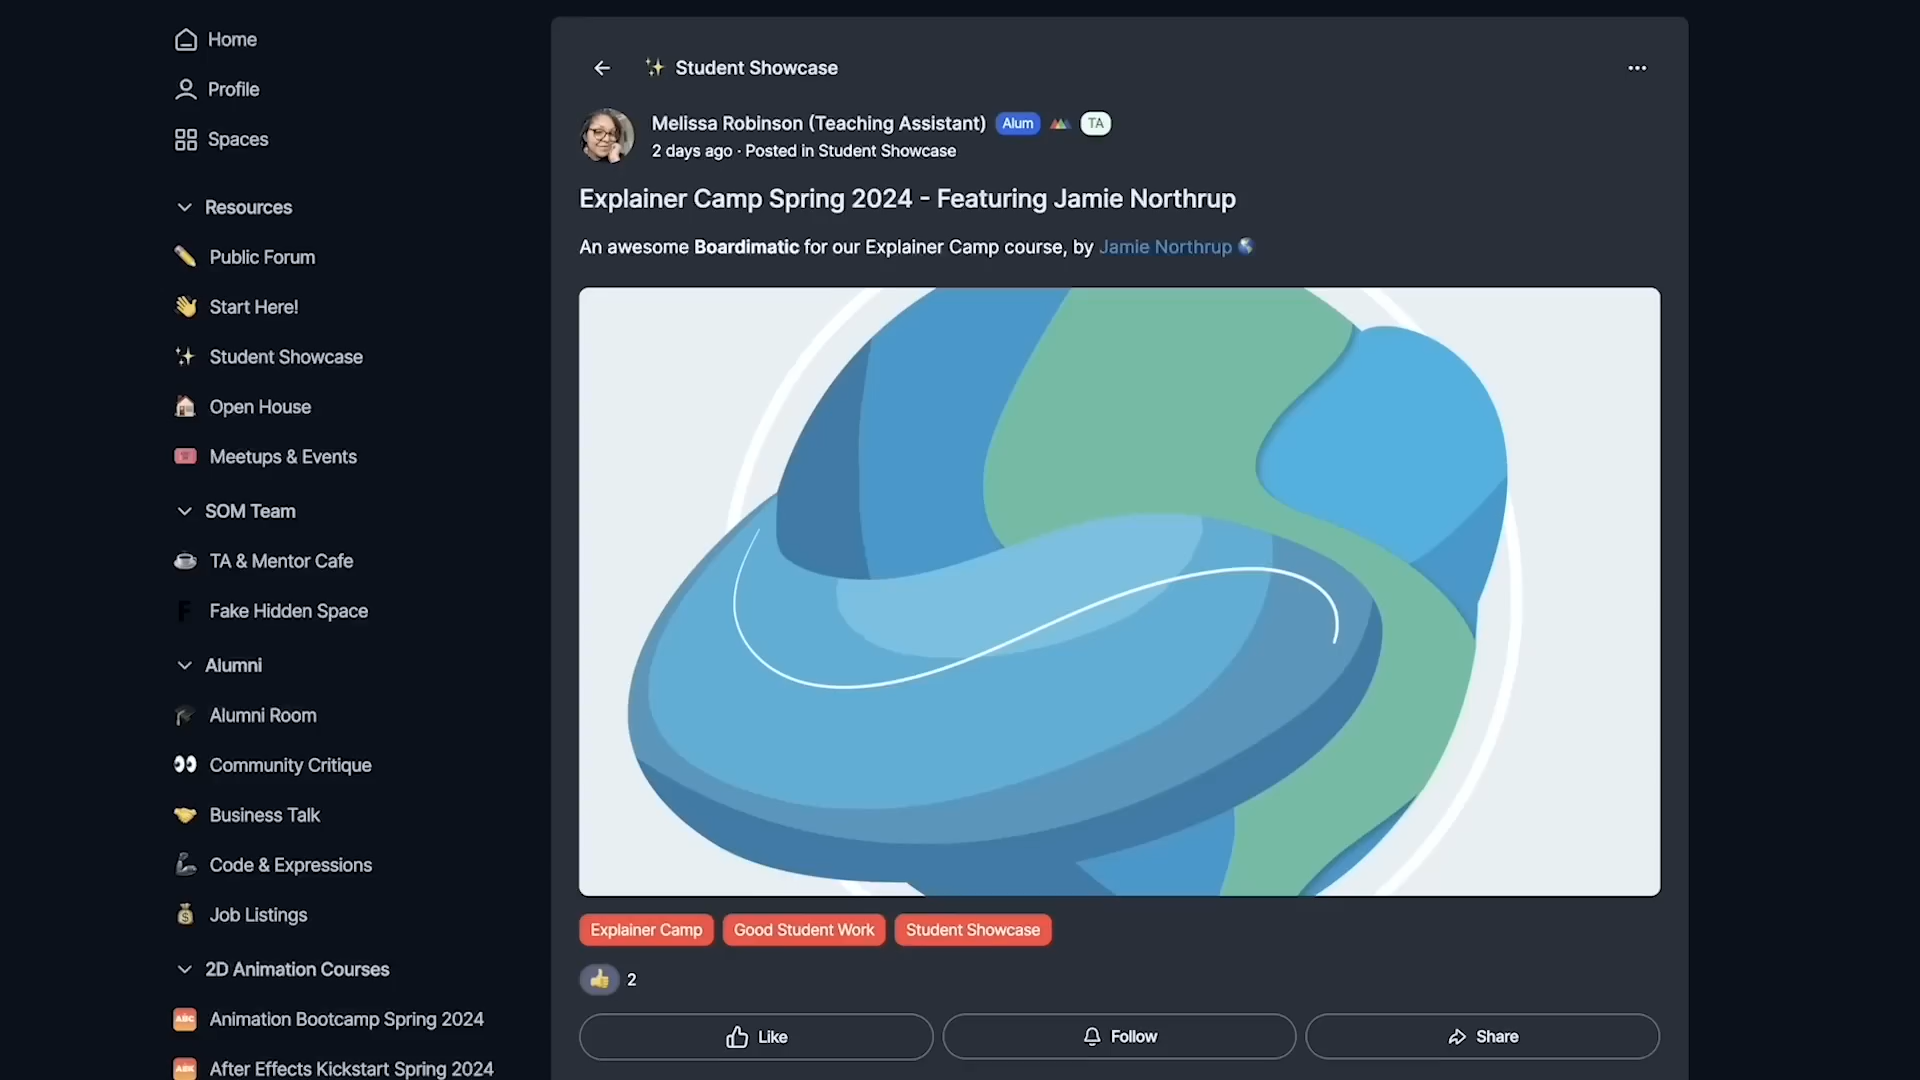 Home
Profile
Spaces
Resources
Public Forum
Start Here!
Student Showcase
Open House
Meetups & Events
SOM Team
TA & Mentor Cafe
F Fake Hidden Space
Alumni
Alumni Room
Community Critique
Business Talk
Code & Expressions
Job Listings
2D Animation Courses
ABC Animation Bootcamp Spring 2024
AEK After Effects Kickstart Spring 2024
Student Showcase
Melissa Robinson (Teaching Assistant) Alum TA
2 days ago · Posted in Student Showcase
Explainer Camp Spring 2024 - Featuring Jamie Northrup
An awesome Boardimatic for our Explainer Camp course, by Jamie Northrup
Explainer Camp Good Student Work Student Showcase
2
Like Follow Share